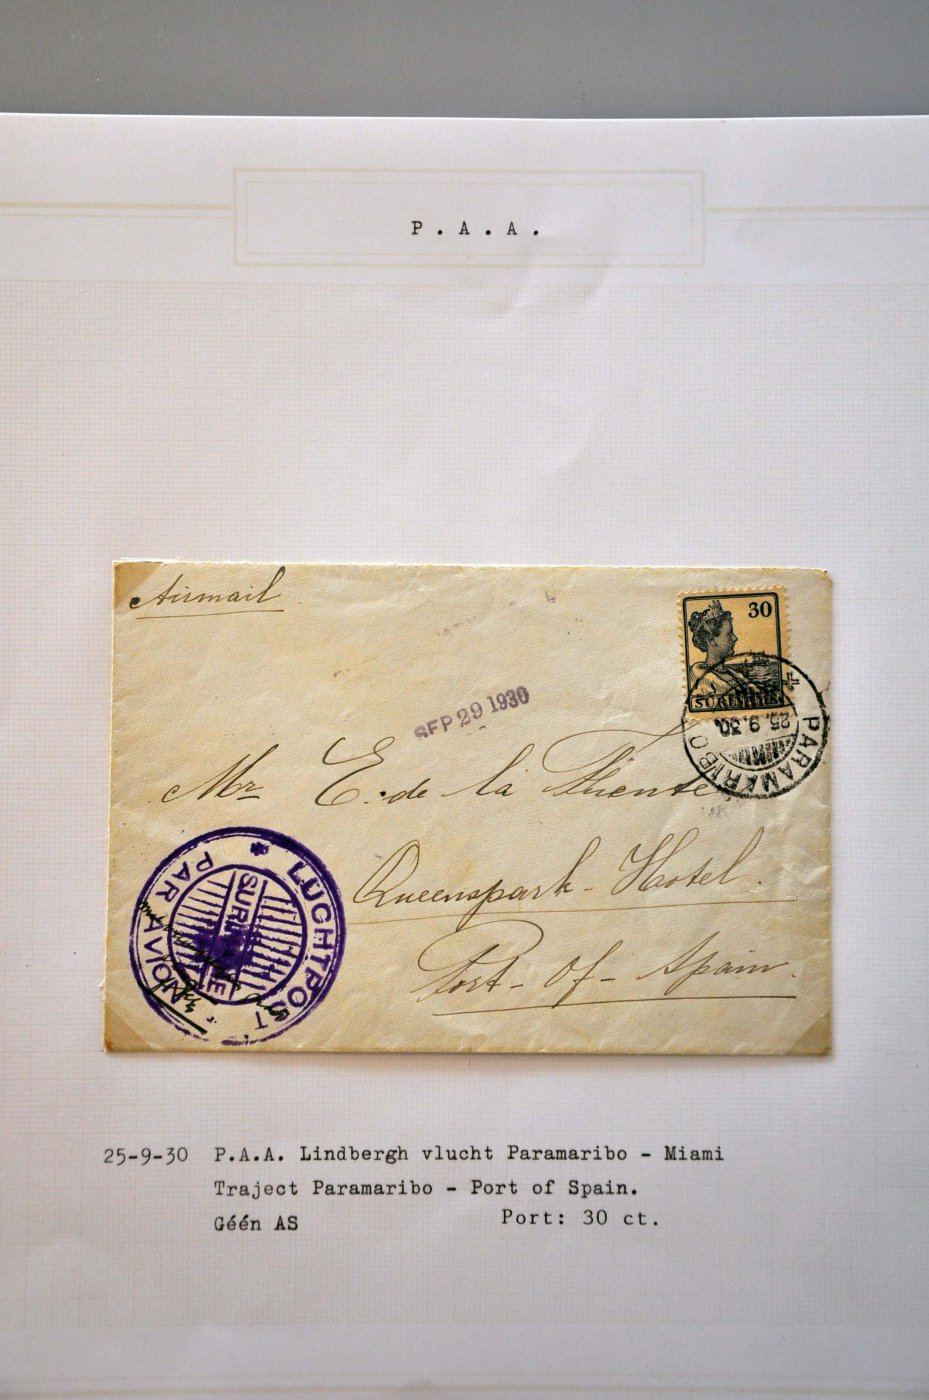 P.A.A.
Airmail
30
SURINAME
PARAMARIBO
25.9.30.
SEP 29 1930
Mr E. de la Fuente
Queenspark - Hotel.
Port - Of - Spain.
LUCHTPOST
PAR AVION
SURINAME
25-9-30 P.A.A. Lindbergh vlucht Paramaribo - Miami
Traject Paramaribo - Port of Spain.
Géén AS Port: 30 ct.